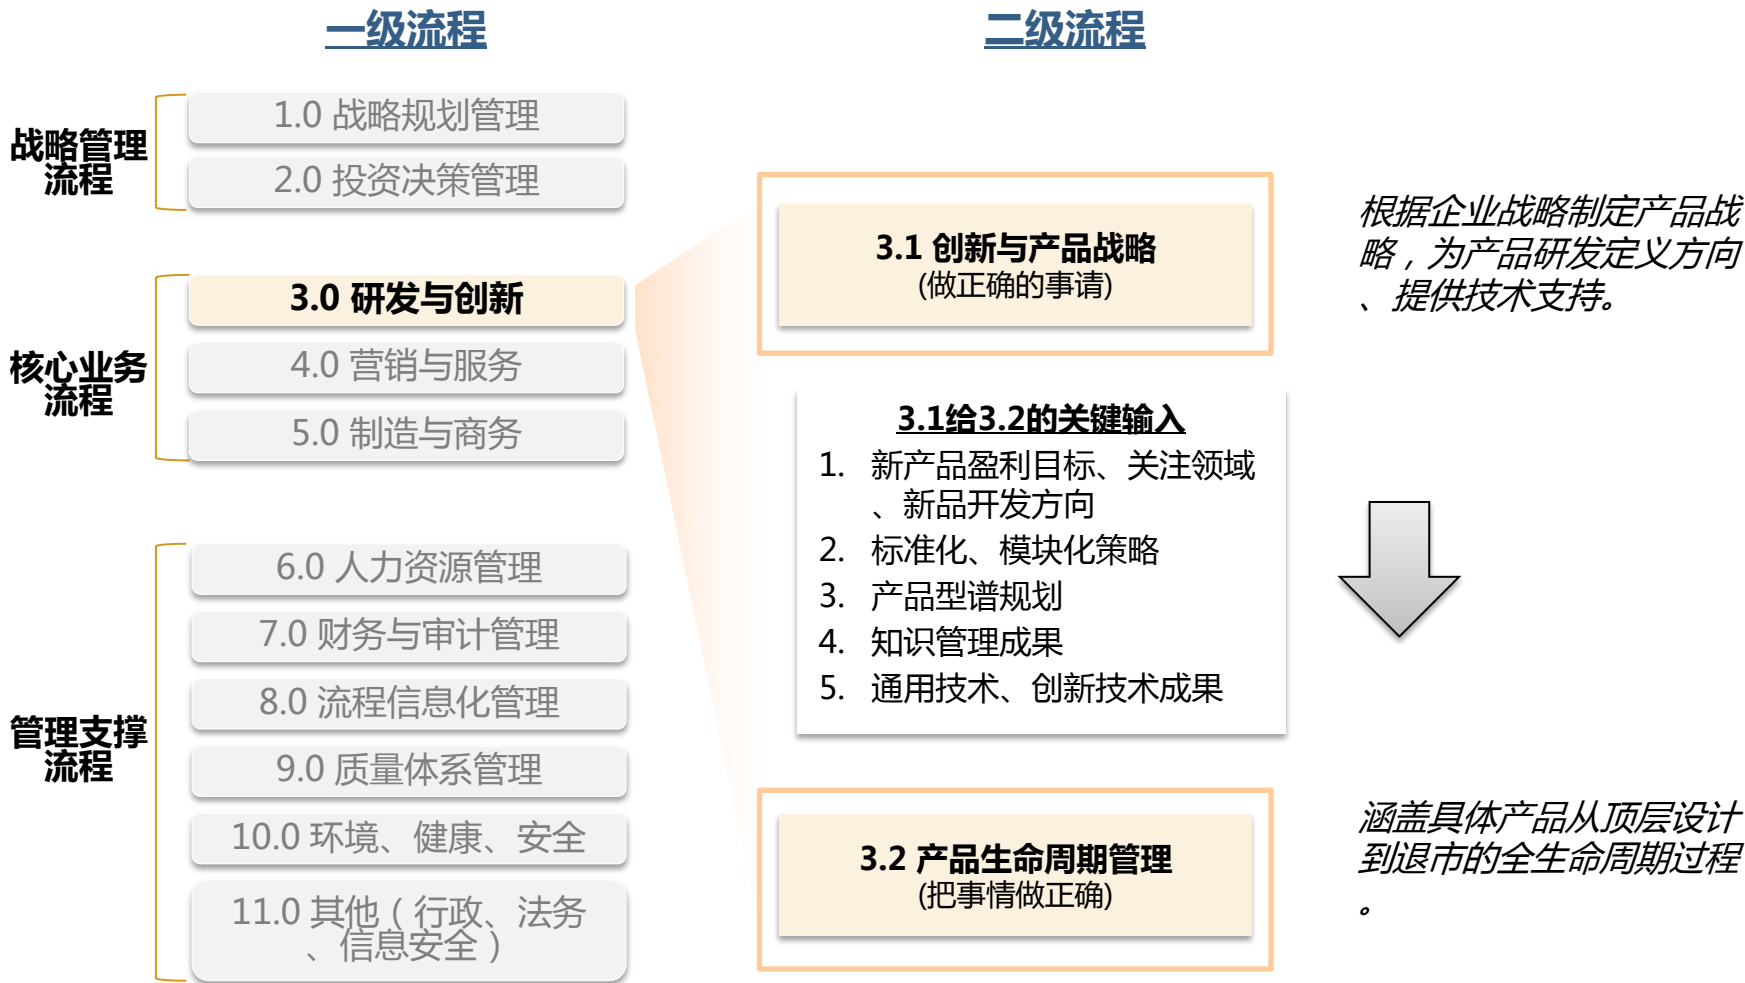 一级流程
战略管理
流程
1.0 战略规划管理
2.0 投资决策管理
核心业务
流程
3.0 研发与创新
4.0 营销与服务
5.0 制造与商务
管理支撑
流程
6.0 人力资源管理
7.0 财务与审计管理
8.0 流程信息化管理
9.0 质量体系管理
10.0 环境、健康、安全
11.0 其他（行政、法务
、信息安全）
二级流程
3.1 创新与产品战略
(做正确的事请)
根据企业战略制定产品战
略，为产品研发定义方向
、提供技术支持。
3.1给3.2的关键输入
1. 新产品盈利目标、关注领域
、新品开发方向
2. 标准化、模块化策略
3. 产品型谱规划
4. 知识管理成果
5. 通用技术、创新技术成果
3.2 产品生命周期管理
(把事情做正确)
涵盖具体产品从顶层设计
到退市的全生命周期过程
。